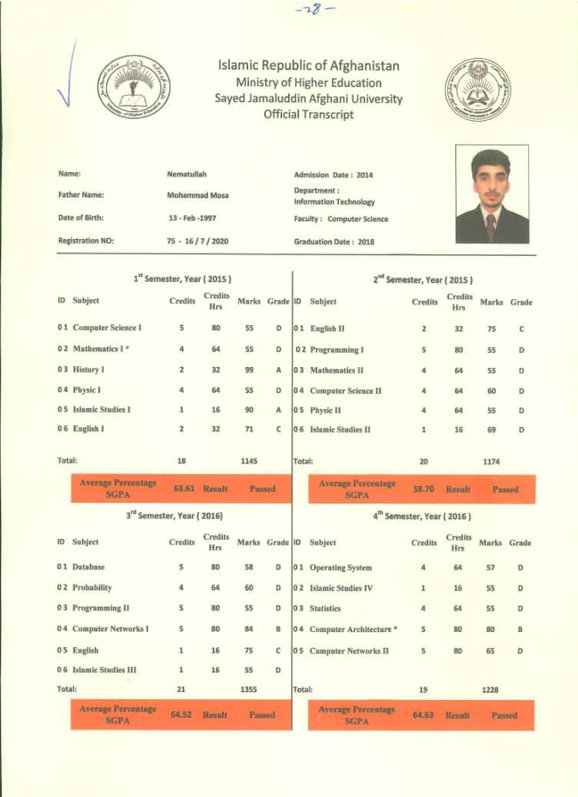 -28-
Islamic Republic of Afghanistan
Ministry of Higher Education
Sayed Jamaluddin Afghani University
Official Transcript
Name: Nematullah Admission Date : 2014
Father Name: Mohammad Mosa Department : Information Technology
Date of Birth: 13 - Feb -1997 Faculty : Computer Science
Registration NO: 75 - 16 / 7 / 2020 Graduation Date : 2018
1st Semester, Year ( 2015 )
ID Subject Credits Credits Hrs Marks Grade
0 1 Computer Science I 5 80 55 D
0 2 Mathematics I * 4 64 55 D
0 3 History I 2 32 99 A
0 4 Physic I 4 64 55 D
0 5 Islamic Studies I 1 16 90 A
0 6 English I 2 32 71 C
Total: 18 1145
Average Percentage SGPA 63.61 Result Passed
2nd Semester, Year ( 2015 )
ID Subject Credits Credits Hrs Marks Grade
0 1 English II 2 32 75 C
0 2 Programming I 5 80 55 D
0 3 Mathematics II 4 64 55 D
0 4 Computer Science II 4 64 60 D
0 5 Physic II 4 64 55 D
0 6 Islamic Studies II 1 16 69 D
Total: 20 1174
Average Percentage SGPA 58.70 Result Passed
3rd Semester, Year ( 2016)
ID Subject Credits Credits Hrs Marks Grade
0 1 Database 5 80 58 D
0 2 Probability 4 64 60 D
0 3 Programming II 5 80 55 D
0 4 Computer Networks I 5 80 84 B
0 5 English 1 16 75 C
0 6 Islamic Studies III 1 16 55 D
Total: 21 1355
Average Percentage SGPA 64.52 Result Passed
4th Semester, Year ( 2016 )
ID Subject Credits Credits Hrs Marks Grade
0 1 Operating System 4 64 57 D
0 2 Islamic Studies IV 1 16 55 D
0 3 Statistics 4 64 55 D
0 4 Computer Architecture * 5 80 80 B
0 5 Camputer Networks II 5 80 65 D
Total: 19 1228
Average Percentage SGPA 64.63 Result Passed